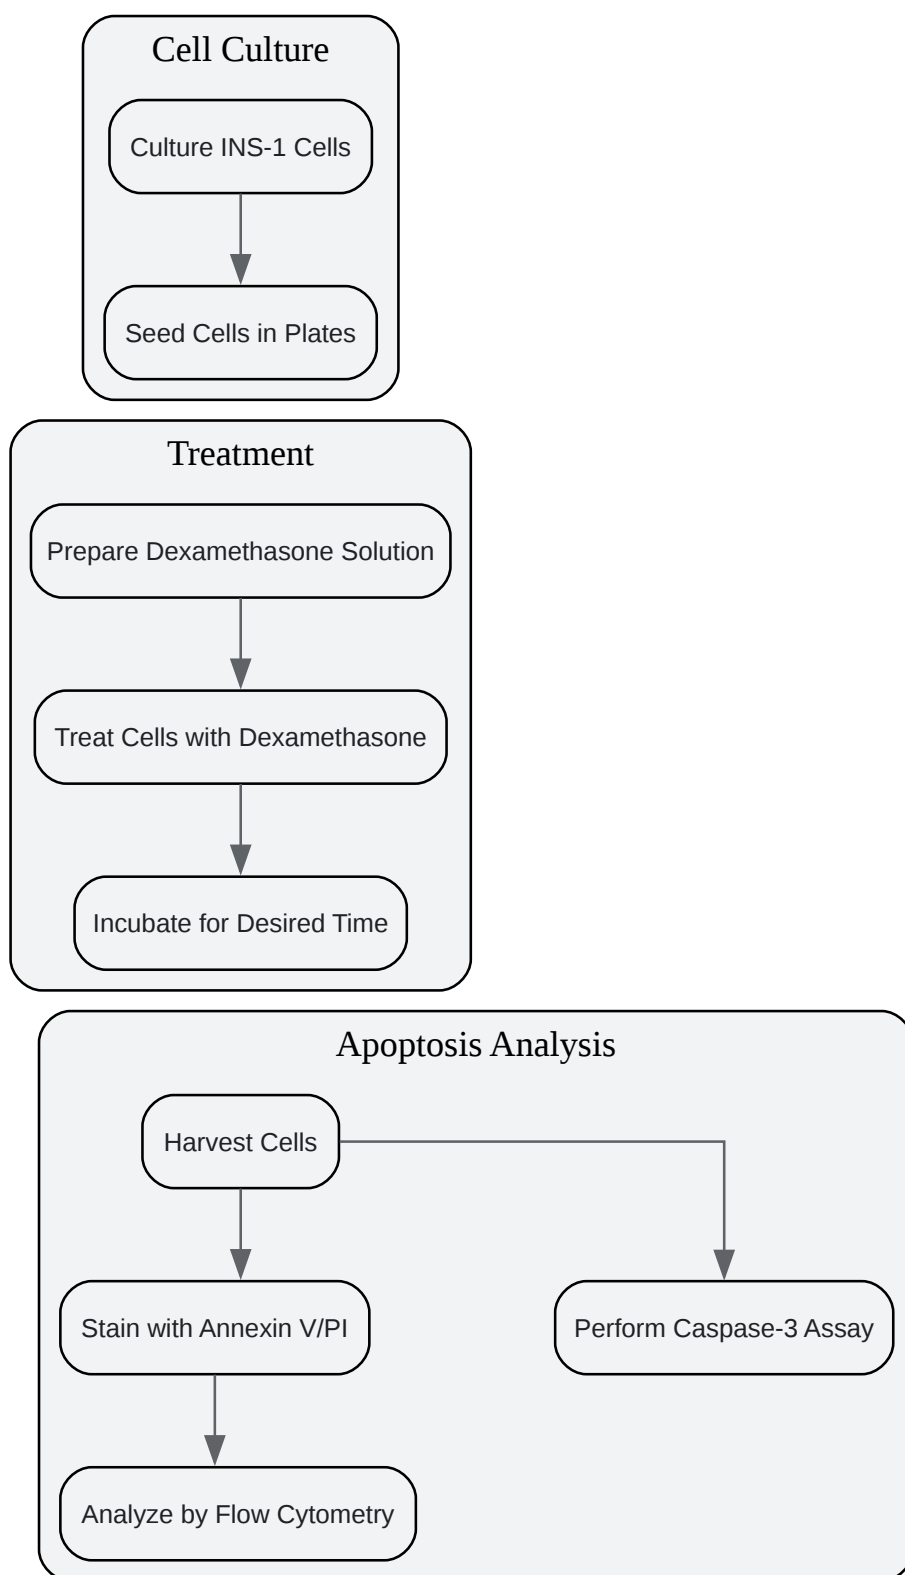 Cell Culture
Culture INS-1 Cells
Seed Cells in Plates
Treatment
Prepare Dexamethasone Solution
Treat Cells with Dexamethasone
Incubate for Desired Time
Apoptosis Analysis
Harvest Cells
Stain with Annexin V/PI
Perform Caspase-3 Assay
Analyze by Flow Cytometry